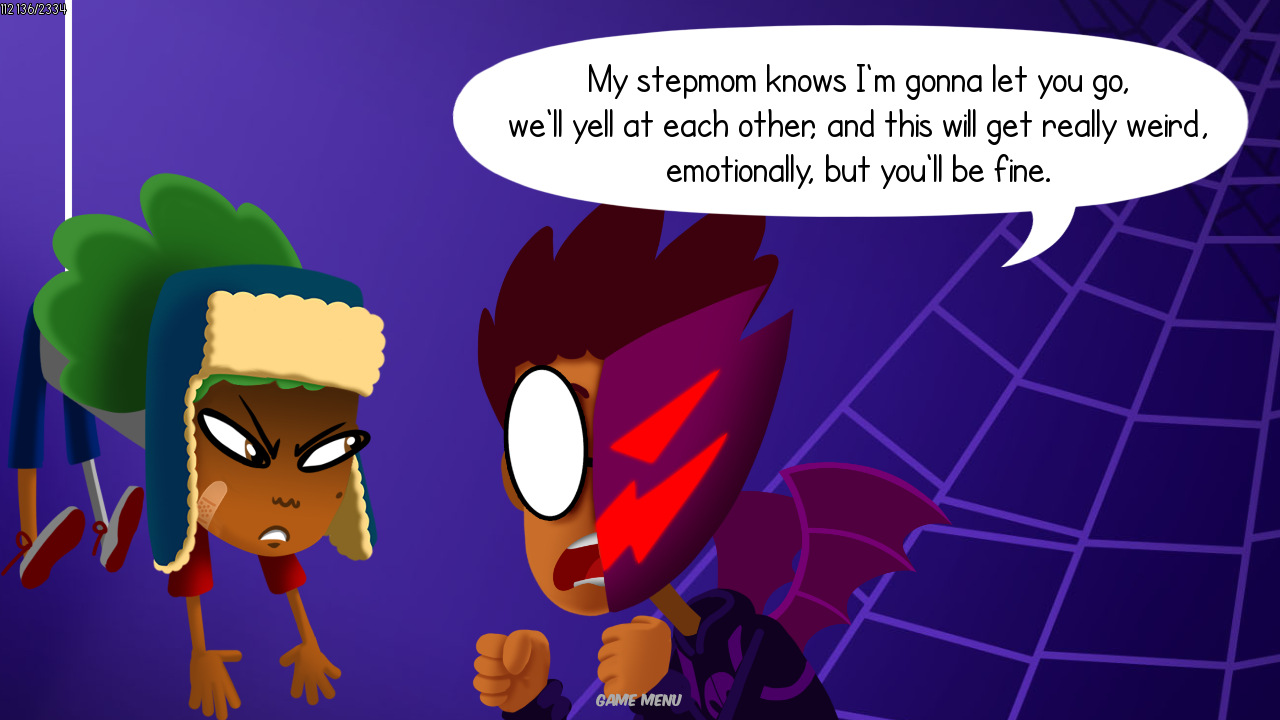 112 136/2334
My stepmom knows I'm gonna let you go,
we'll yell at each other, and this will get really weird,
emotionally, but you'll be fine.
GAME MENU